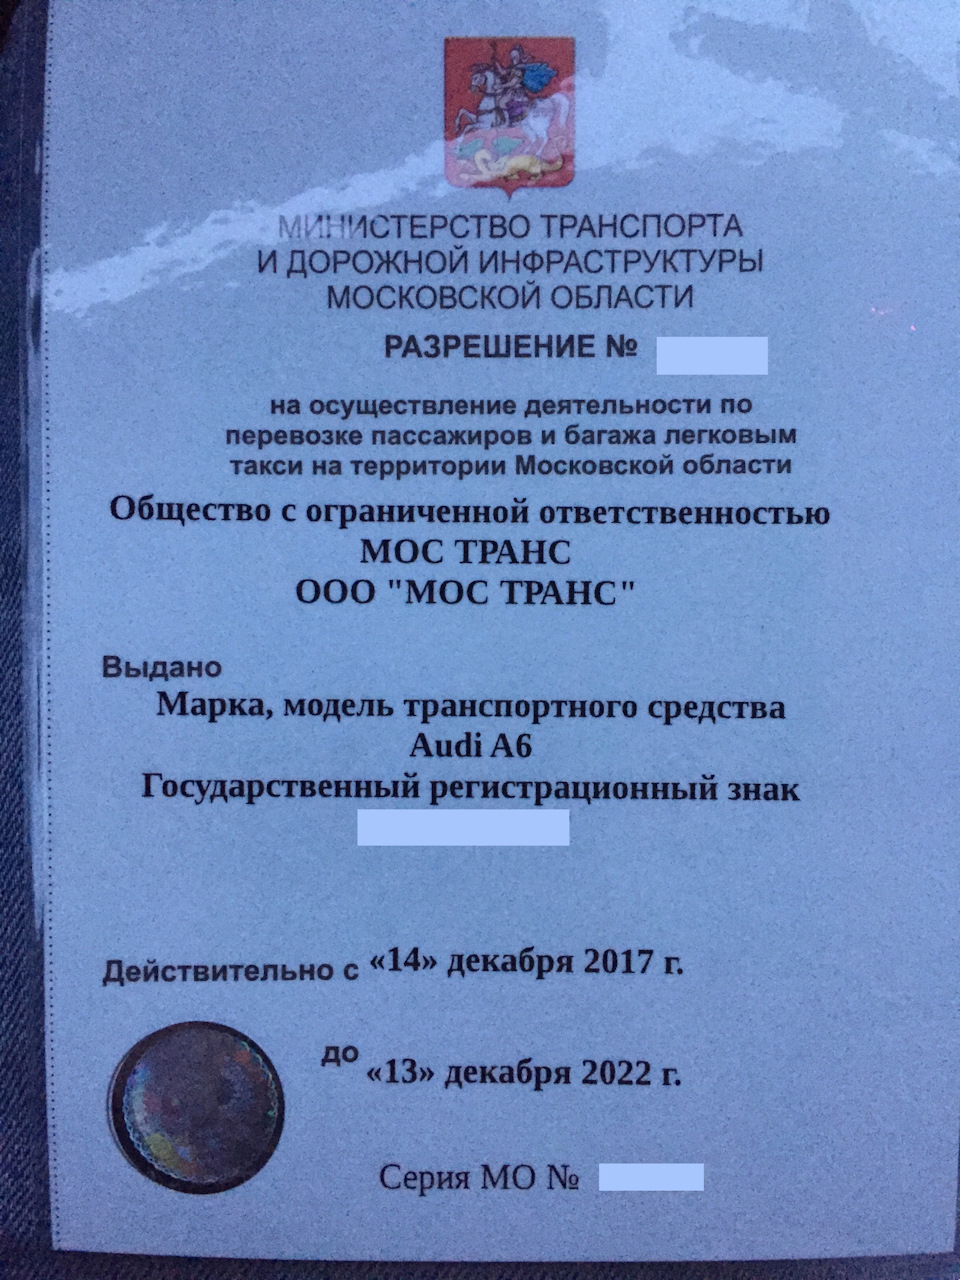 МИНИСТЕРСТВО ТРАНСПОРТА
И ДОРОЖНОЙ ИНФРАСТРУКТУРЫ
МОСКОВСКОЙ ОБЛАСТИ
РАЗРЕШЕНИЕ №
на осуществление деятельности по
перевозке пассажиров и багажа легковым
такси на территории Московской области
Общество с ограниченной ответственностью
МОС ТРАНС
ООО "МОС ТРАНС"
Выдано
Марка, модель транспортного средства
Audi A6
Государственный регистрационный знак
Действительно с «14» декабря 2017 г.
до «13» декабря 2022 г.
Серия МО №